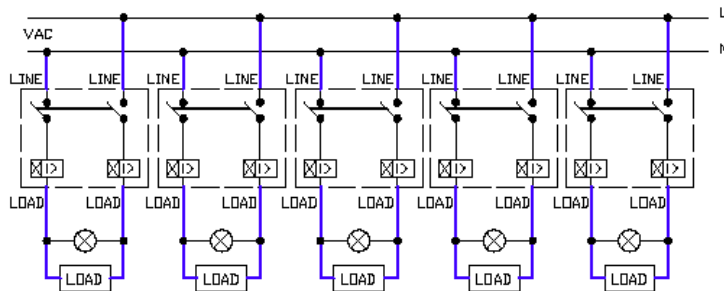 L
VAC
N
LINE LINE LINE LINE LINE LINE LINE LINE LINE LINE
I> I> I> I> I> I> I> I> I> I>
LOAD LOAD LOAD LOAD LOAD LOAD LOAD LOAD LOAD LOAD
LOAD LOAD LOAD LOAD LOAD